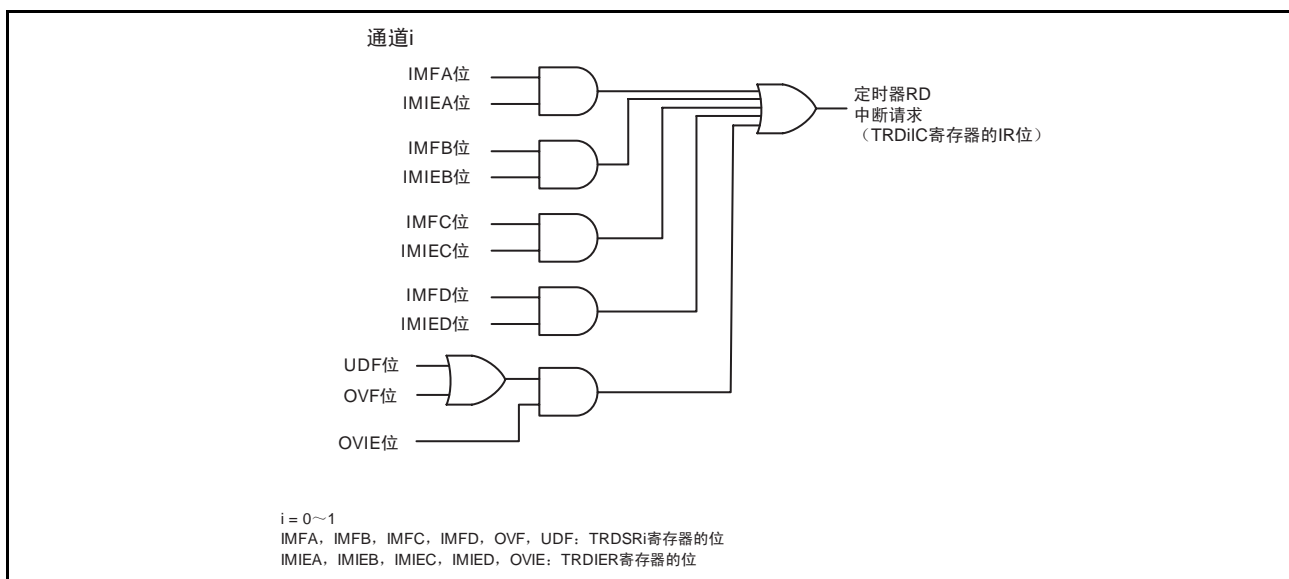 通道i
IMFA位
IMIEA位
IMFB位
IMIEB位
IMFC位
IMIEC位
IMFD位
IMIED位
UDF位
OVF位
OVIE位
定时器RD
中断请求
（TRDiIC寄存器的IR位）
i = 0～1
IMFA，IMFB，IMFC，IMFD，OVF，UDF：TRDSRi寄存器的位
IMIEA，IMIEB，IMIEC，IMIED，OVIE：TRDIER寄存器的位